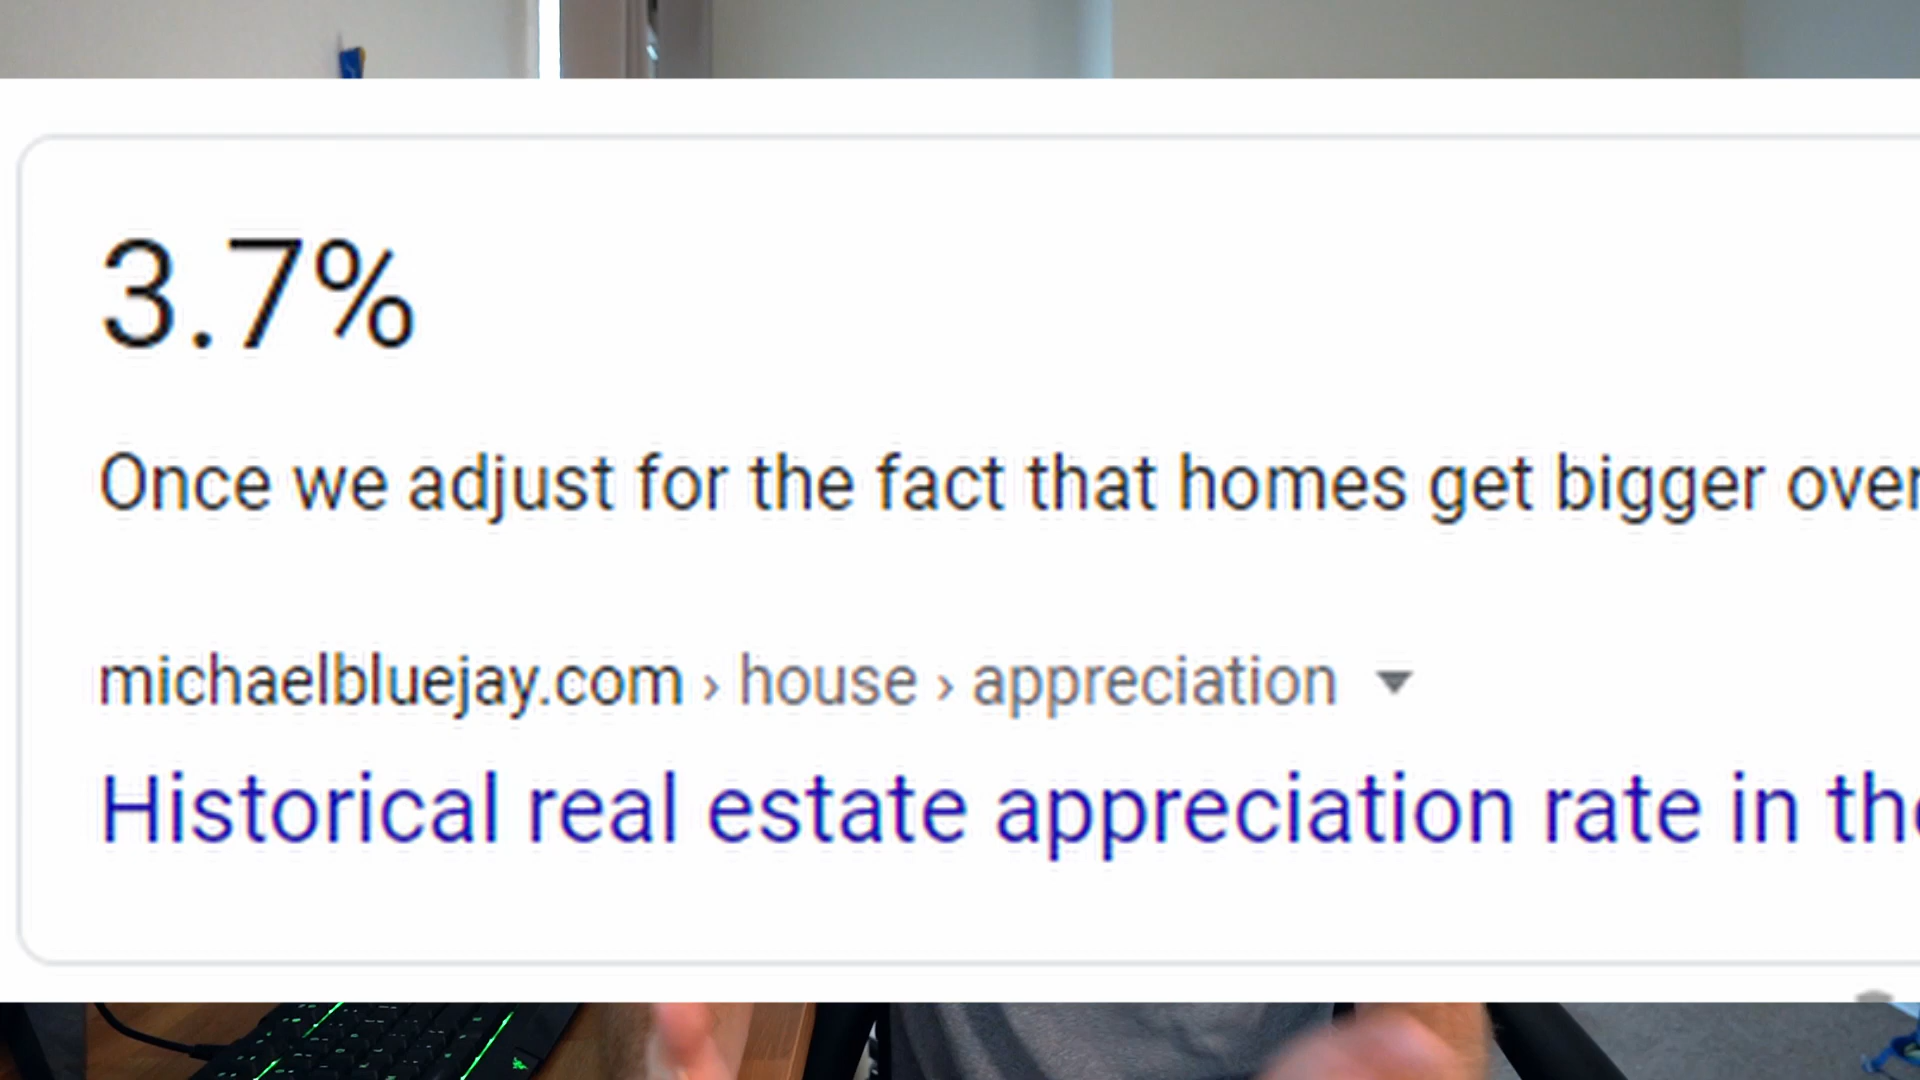 3.7%
Once we adjust for the fact that homes get bigger over
michaelbluejay.com › house › appreciation
Historical real estate appreciation rate in